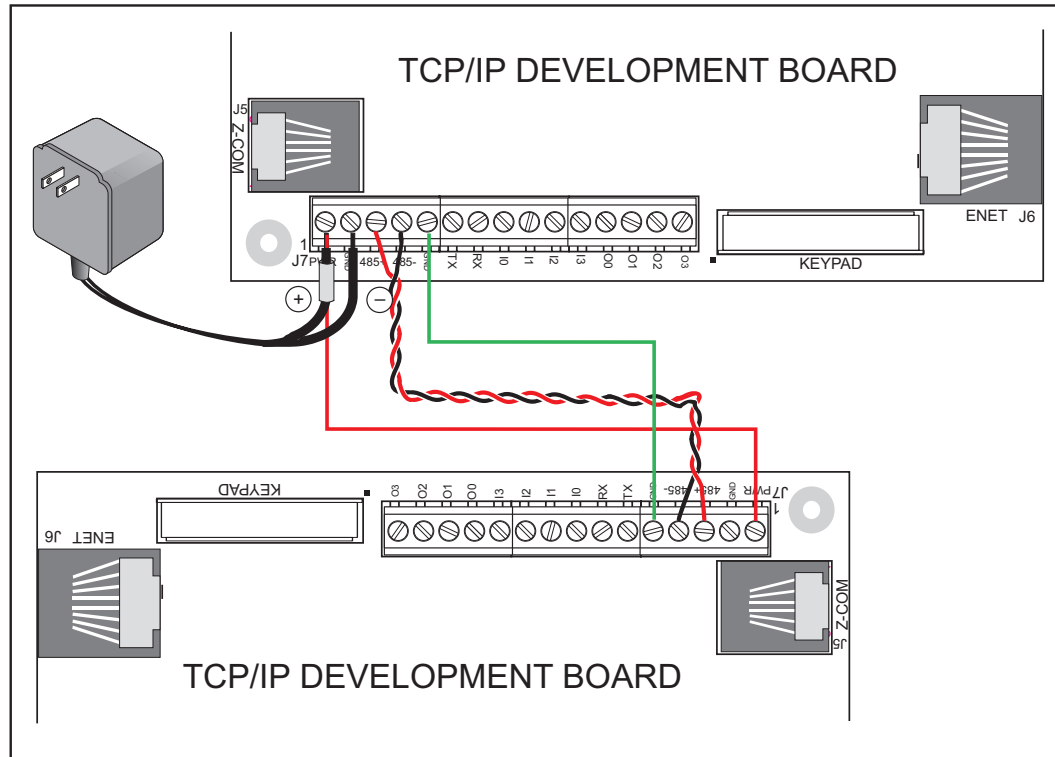 TCP/IP DEVELOPMENT BOARD
J5
Z-COM
ENET J6
KEYPAD
1
J7 PWR GND 485+ 485- GND TX RX I0 I1 I2 I3 O0 O1 O2 O3
+ −
KEYPAD
O3 O2 O1 O0 I3 I2 I1 I0 RX TX GND 485- 485+ GND PWR J7
1
J6 ENET
Z-COM
J5
TCP/IP DEVELOPMENT BOARD